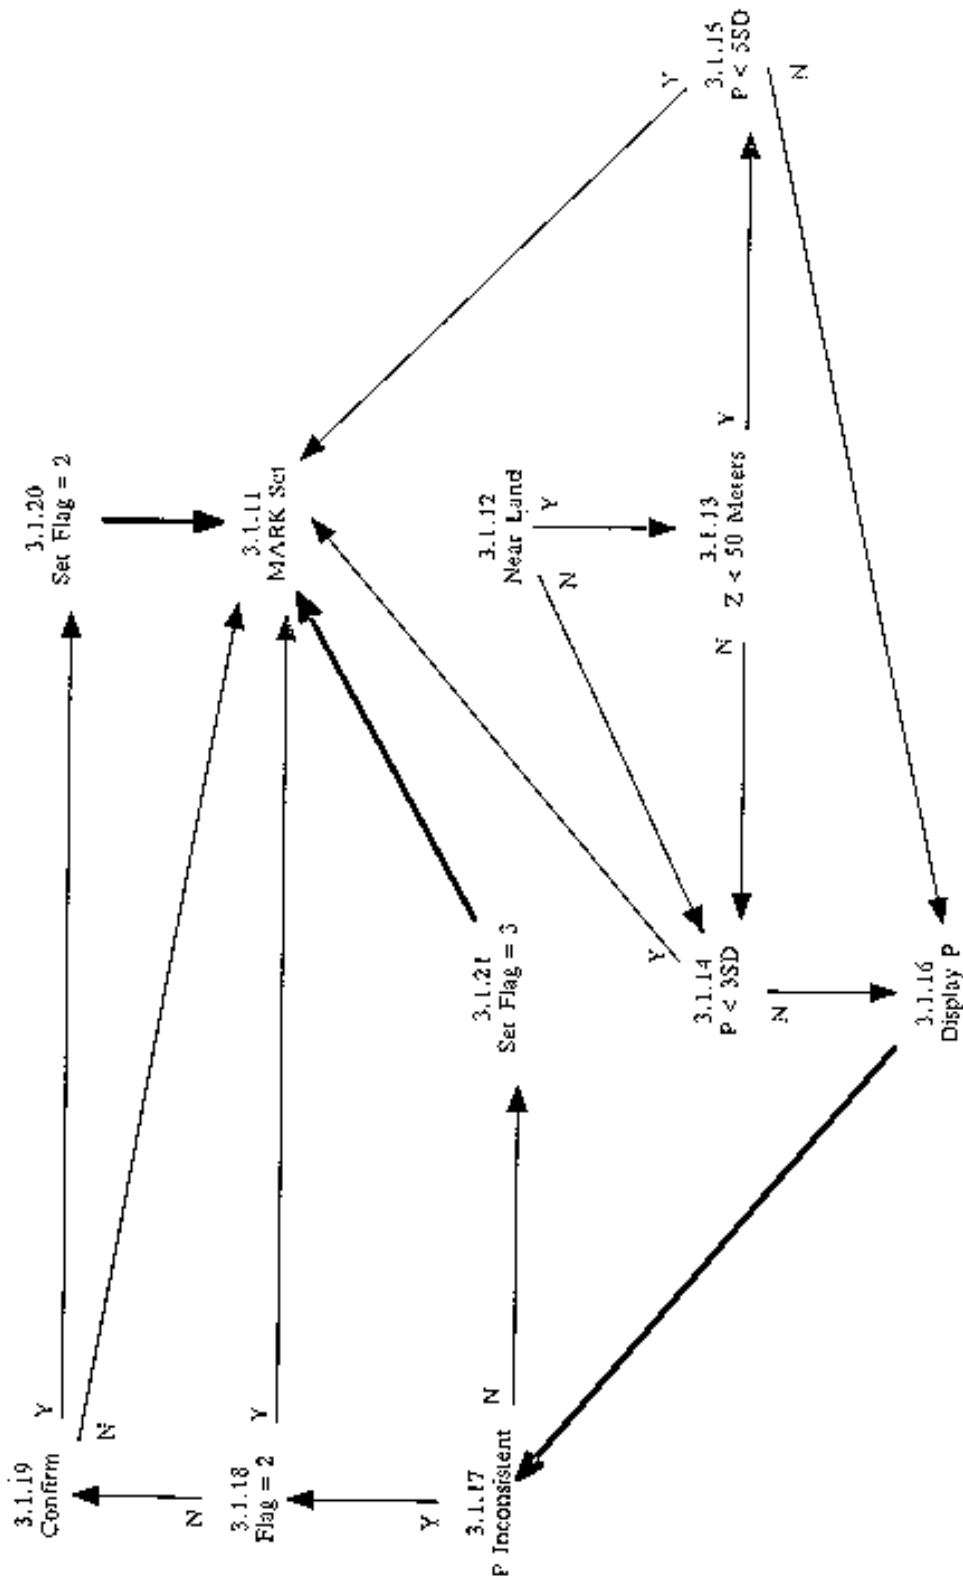 3.1.19
Confirm
Y
N
3.1.20
Set Flag = 2
N
3.1.18
Flag = 2
Y
3.1.11
MARK Set
Y
3.1.17
P Inconsistent
N
3.1.21
Set Flag = 3
3.1.12
Near Land
N
Y
Y
3.1.14
P < 3SD
N
N
3.1.13
Z < 50 Meters
Y
Y
3.1.15
P < 5SD
N
3.1.16
Display P